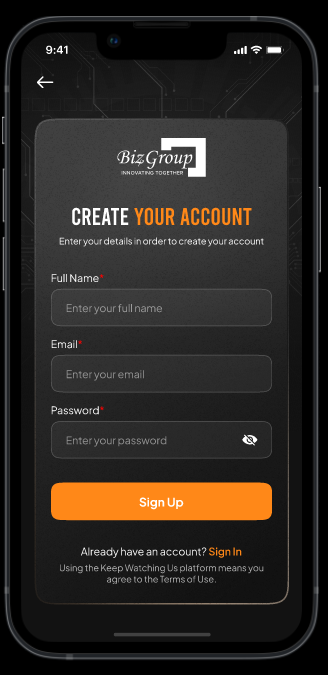 9:41
BizGroup
INNOVATING TOGETHER
CREATE YOUR ACCOUNT
Enter your details in order to create your account
Full Name*
Enter your full name
Email*
Enter your email
Password*
Enter your password
Sign Up
Already have an account? Sign In
Using the Keep Watching Us platform means you
agree to the Terms of Use.